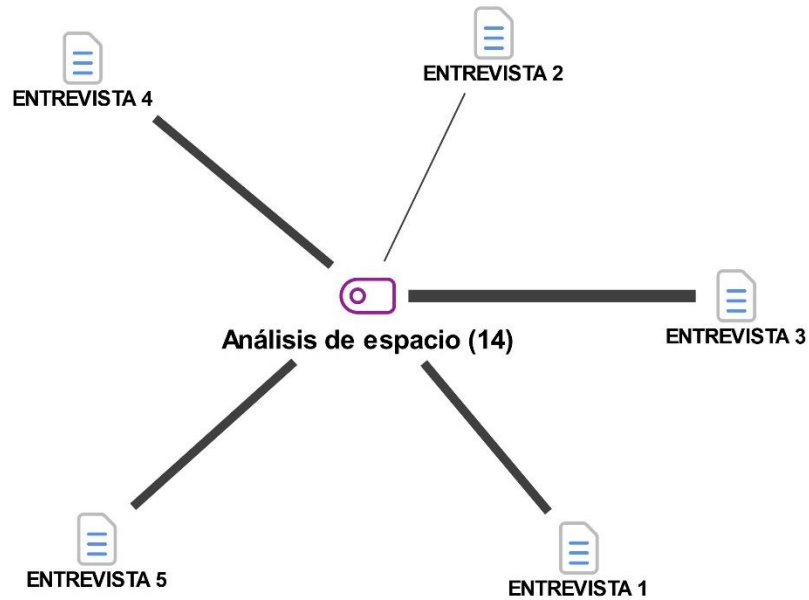 ENTREVISTA 2
ENTREVISTA 4
ENTREVISTA 3
Análisis de espacio (14)
ENTREVISTA 5
ENTREVISTA 1